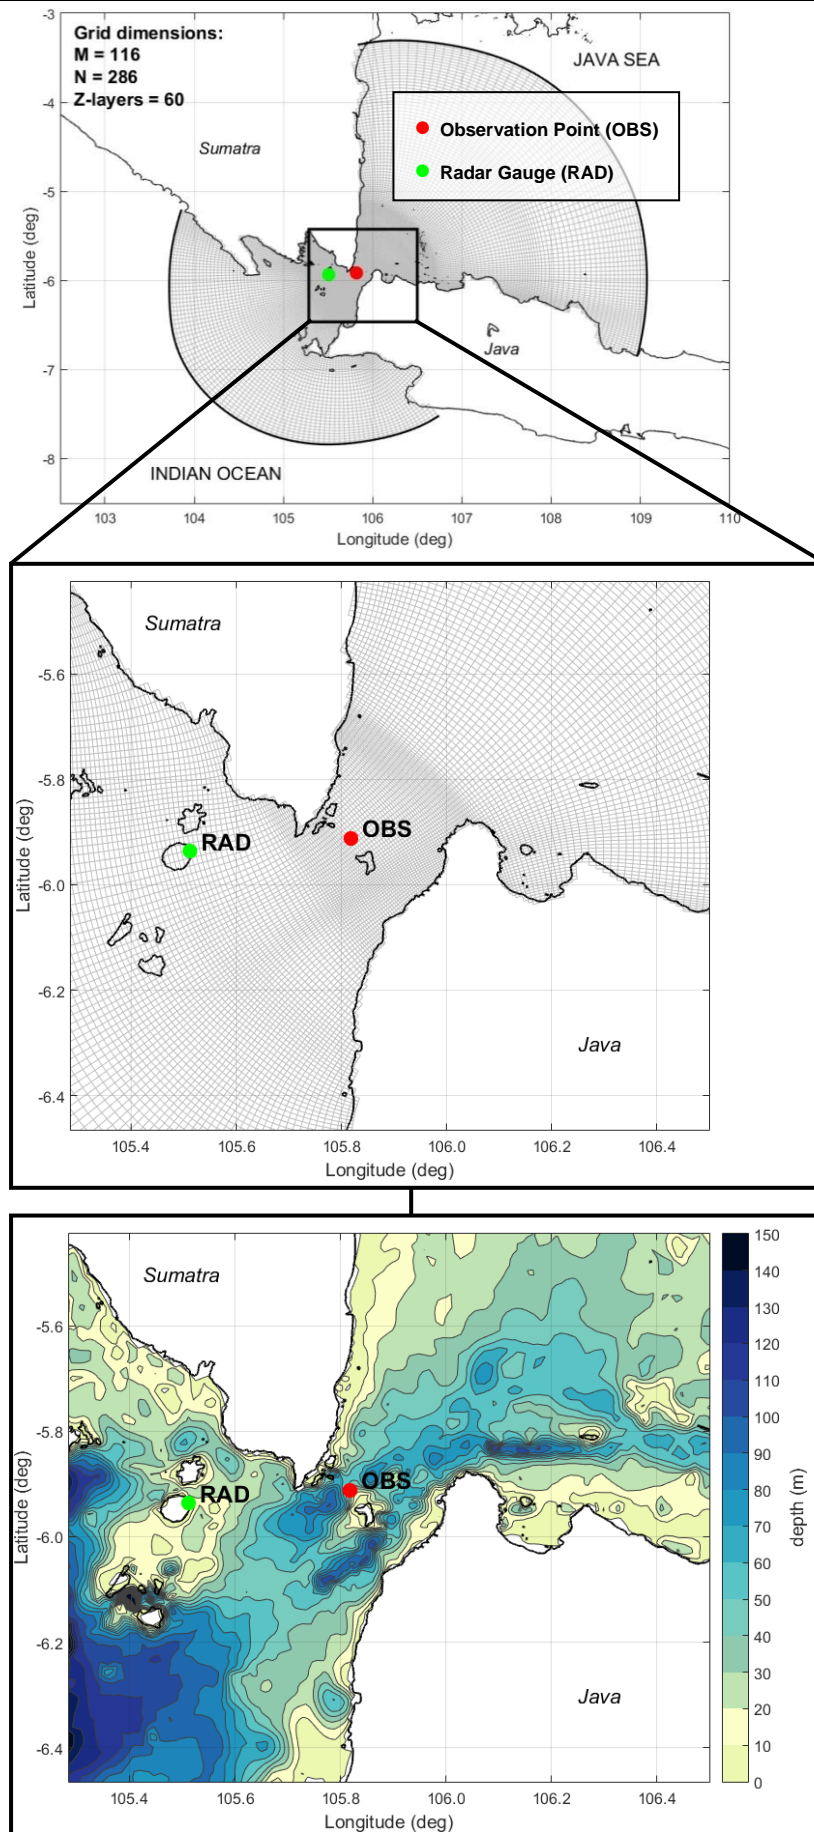 Grid dimensions:
M = 116
N = 286
Z-layers = 60
JAVA SEA
Observation Point (OBS)
Radar Gauge (RAD)
Sumatra
Java
INDIAN OCEAN
-3
-4
-5
-6
-7
-8
Latitude (deg)
103
104
105
106
107
108
109
110
Longitude (deg)
Sumatra
OBS
RAD
Java
-5.6
-5.8
-6.0
-6.2
-6.4
Latitude (deg)
105.4
105.6
105.8
106.0
106.2
106.4
Longitude (deg)
Sumatra
OBS
RAD
Java
-5.6
-5.8
-6.0
-6.2
-6.4
Latitude (deg)
105.4
105.6
105.8
106.0
106.2
106.4
Longitude (deg)
150
140
130
120
110
100
90
80
70
60
50
40
30
20
10
0
depth (m)